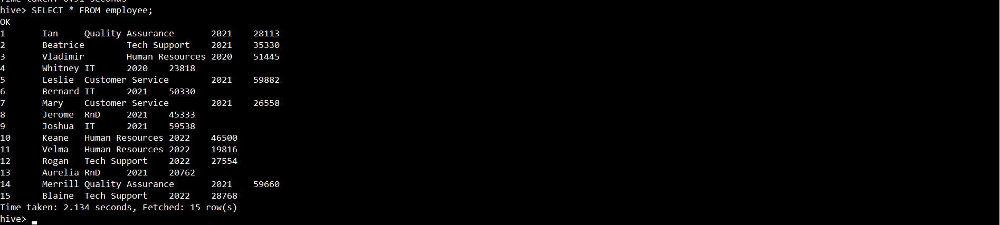 Time taken: 0.91 seconds
hive> SELECT * FROM employee;
OK
1       Ian     Quality Assurance       2021    28113
2       Beatrice        Tech Support    2021    35330
3       Vladimir        Human Resources 2020    51445
4       Whitney IT      2020    23818
5       Leslie  Customer Service        2021    59882
6       Bernard IT      2021    50330
7       Mary    Customer Service        2021    26558
8       Jerome  RnD     2021    45333
9       Joshua  IT      2021    59538
10      Keane   Human Resources 2022    46500
11      Velma   Human Resources 2022    19816
12      Rogan   Tech Support    2022    27554
13      Aurelia RnD     2021    20762
14      Merrill Quality Assurance       2021    59660
15      Blaine  Tech Support    2022    28768
Time taken: 2.134 seconds, Fetched: 15 row(s)
hive>